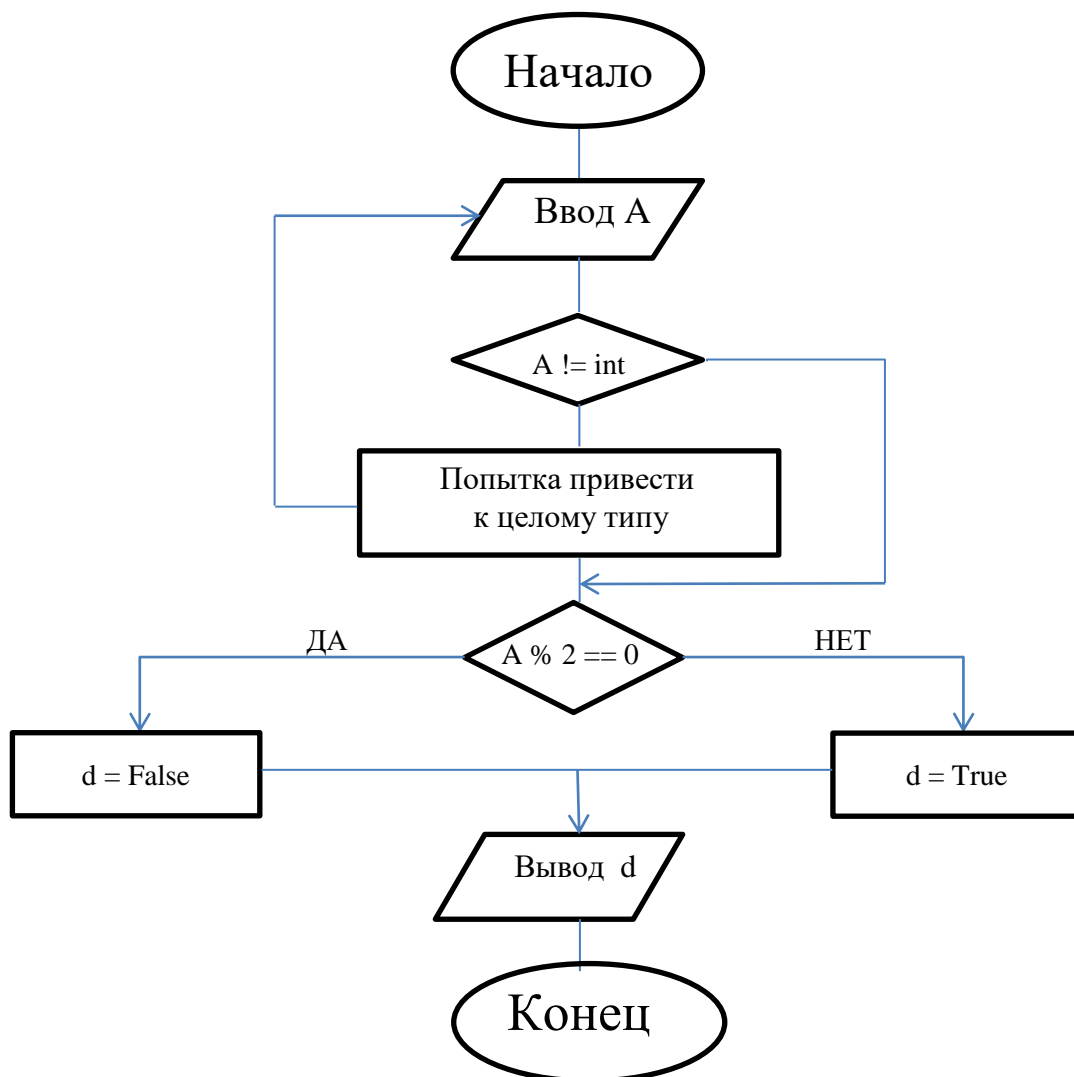 Начало
Ввод A
A != int
Попытка привести
к целому типу
ДА
A % 2 == 0
НЕТ
d = False
d = True
Вывод d
Конец